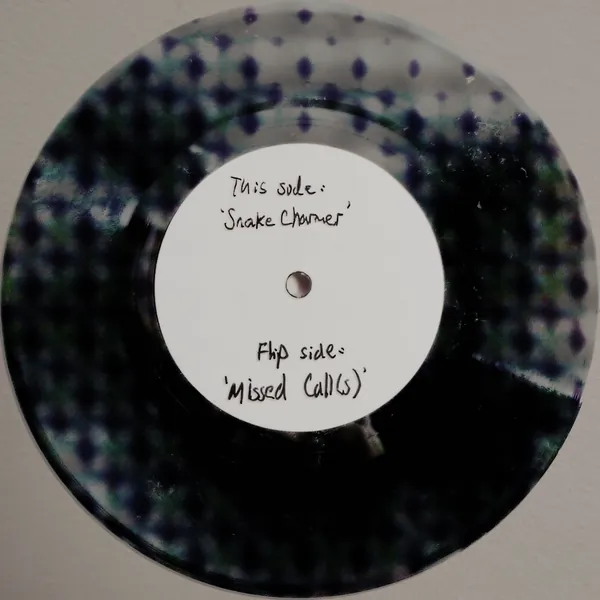 This side:
'Snake Charmer'
Flip side:
'Missed Call(s)'